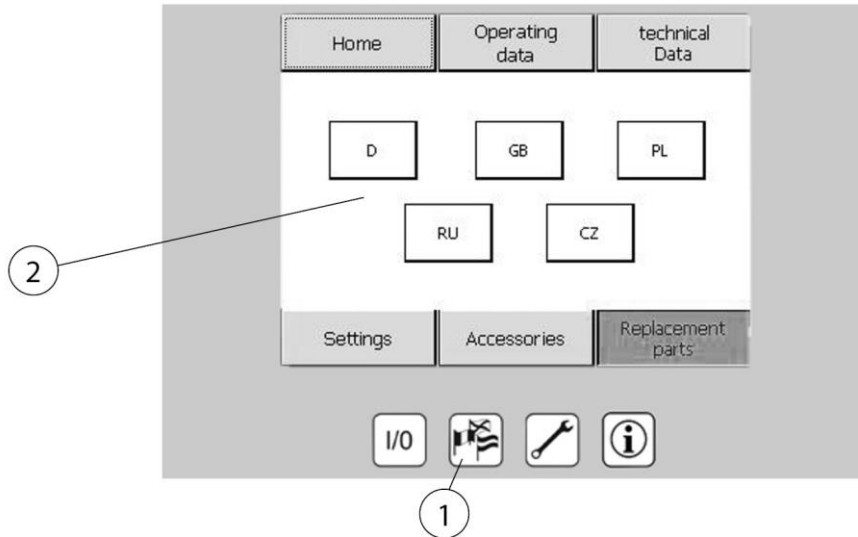 Home
Operating
data
technical
Data
D
GB
PL
RU
CZ
2
Settings
Accessories
Replacement
parts
I/0
i
1